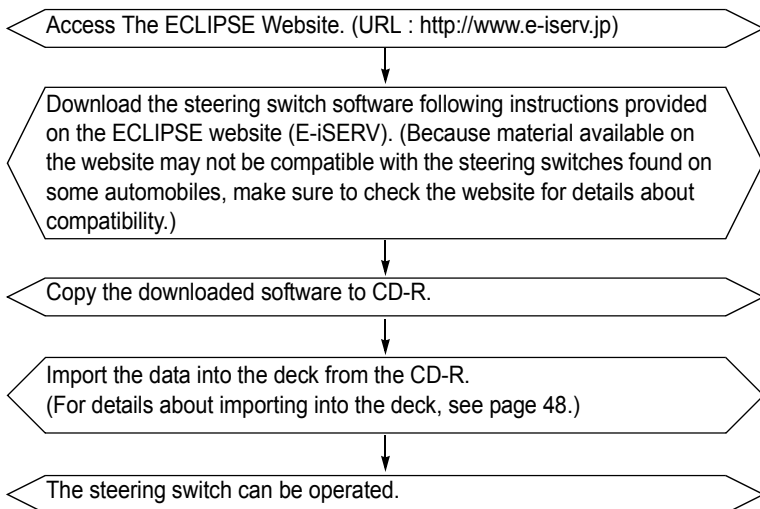 Access The ECLIPSE Website. (URL : http://www.e-iserv.jp)
Download the steering switch software following instructions provided
on the ECLIPSE website (E-iSERV). (Because material available on
the website may not be compatible with the steering switches found on
some automobiles, make sure to check the website for details about
compatibility.)
Copy the downloaded software to CD-R.
Import the data into the deck from the CD-R.
(For details about importing into the deck, see page 48.)
The steering switch can be operated.